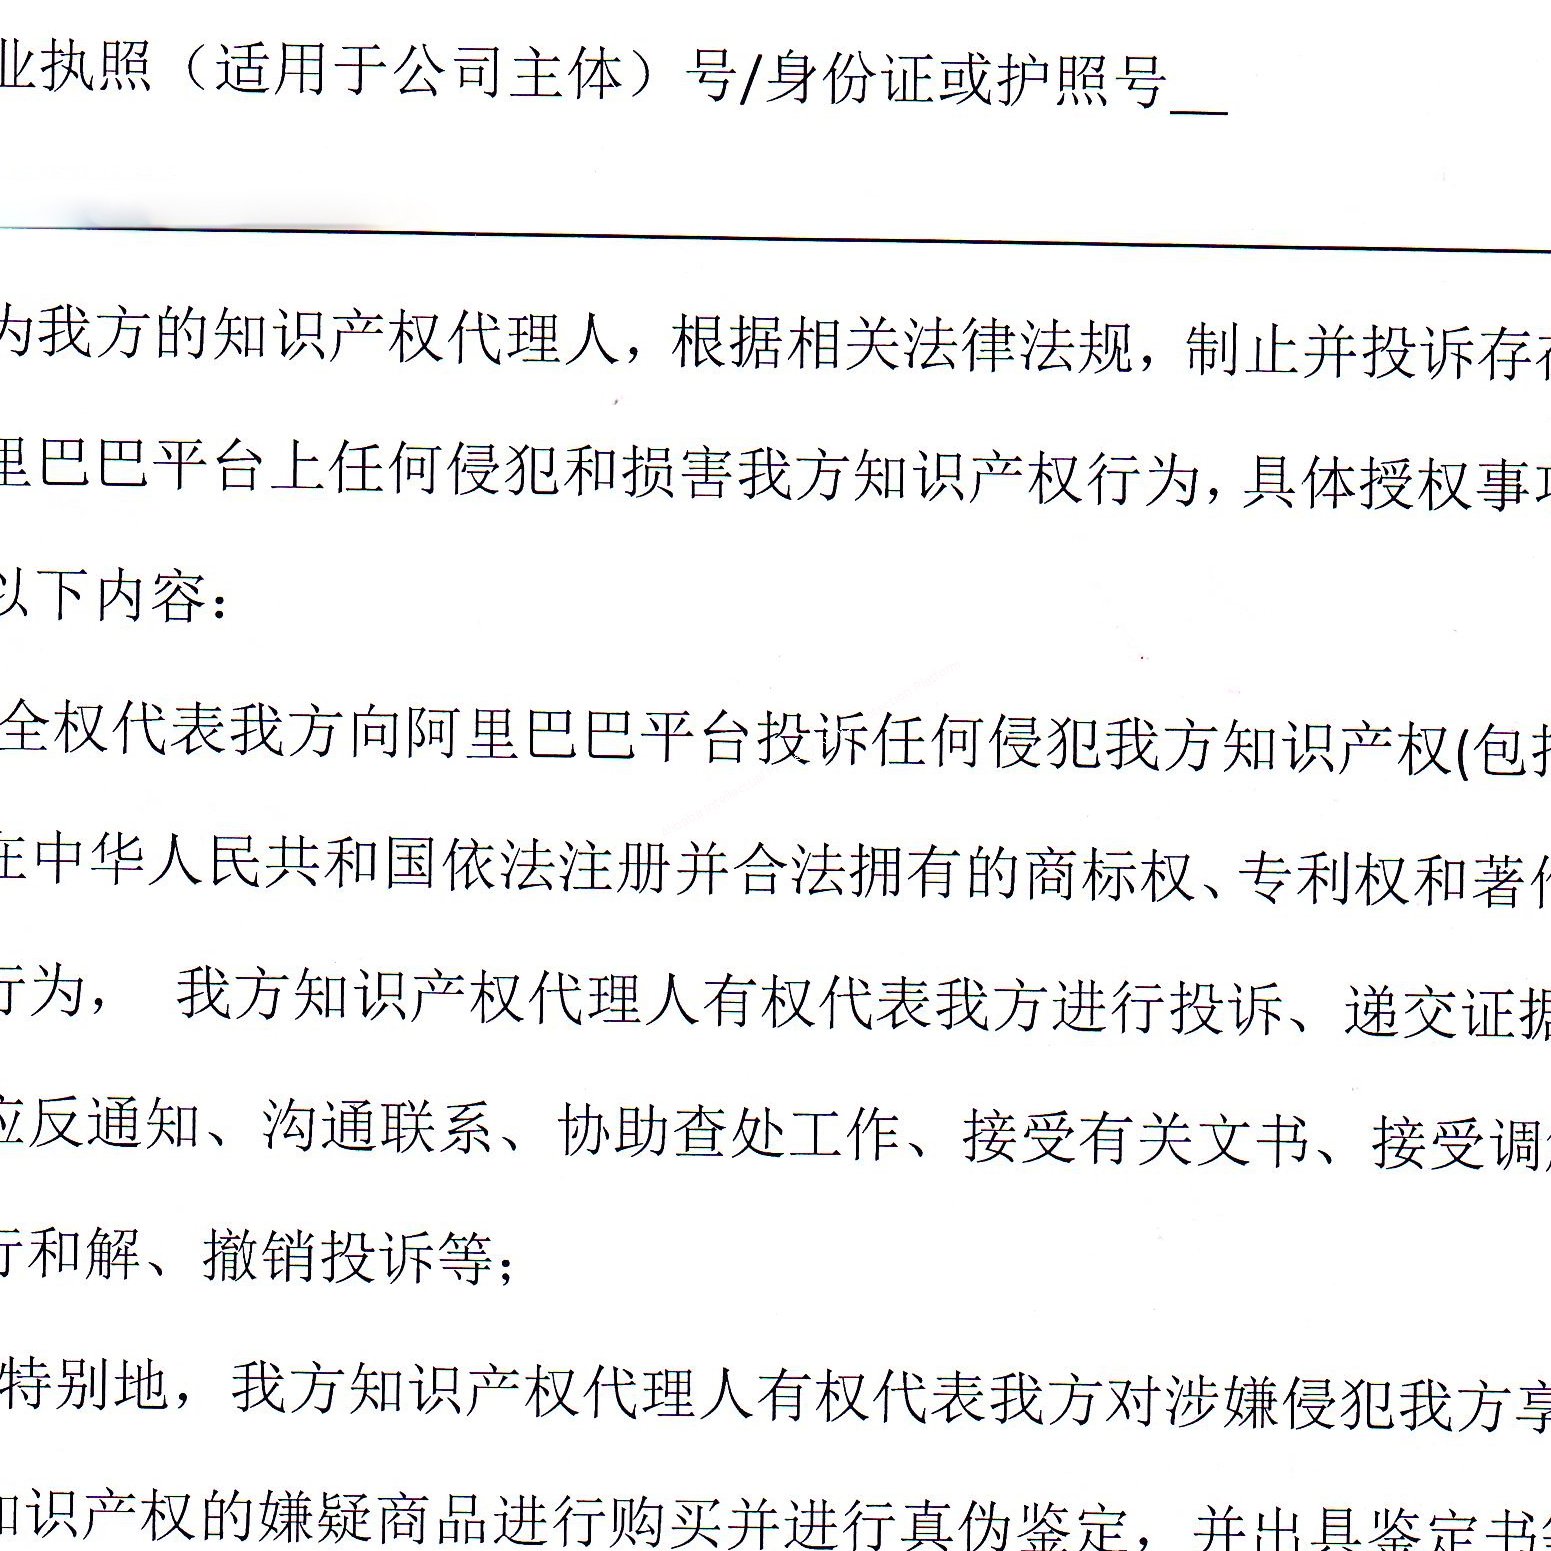 业执照（适用于公司主体）号/身份证或护照号__
为我方的知识产权代理人，根据相关法律法规，制止并投诉存在
里巴巴平台上任何侵犯和损害我方知识产权行为，具体授权事项
以下内容：
全权代表我方向阿里巴巴平台投诉任何侵犯我方知识产权(包括
在中华人民共和国依法注册并合法拥有的商标权、专利权和著作
行为， 我方知识产权代理人有权代表我方进行投诉、递交证据
应反通知、沟通联系、协助查处工作、接受有关文书、接受调解
行和解、撤销投诉等；
特别地，我方知识产权代理人有权代表我方对涉嫌侵犯我方享
知识产权的嫌疑商品进行购买并进行真伪鉴定，并出具鉴定书等